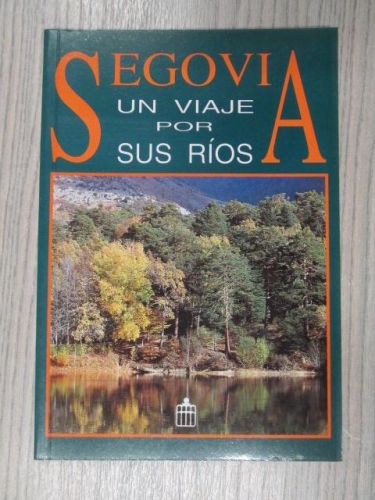 SEGOVIA
UN VIAJE
POR
SUS RÍOS